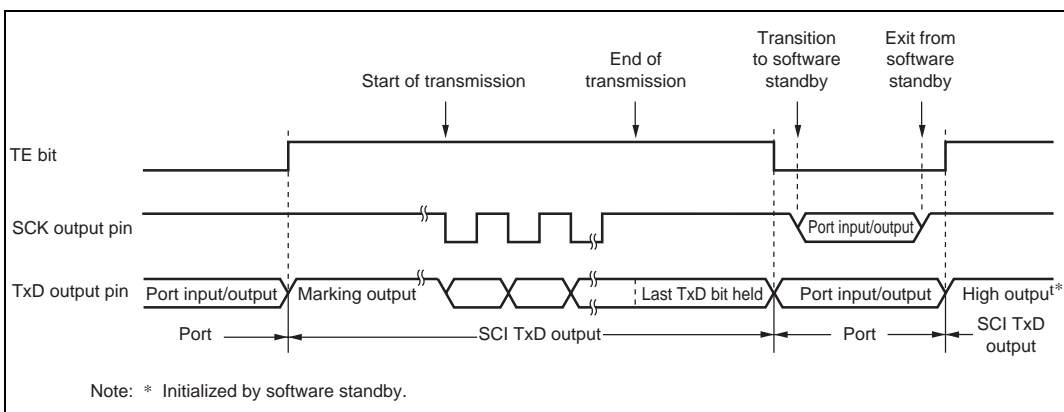 Transition
to software
standby
Exit from
software
standby
End of
transmission
Start of transmission
TE bit
SCK output pin
Port input/output
TxD output pin
Port input/output
Marking output
Last TxD bit held
Port input/output
High output*
Port
SCI TxD output
Port
SCI TxD
output
Note: * Initialized by software standby.